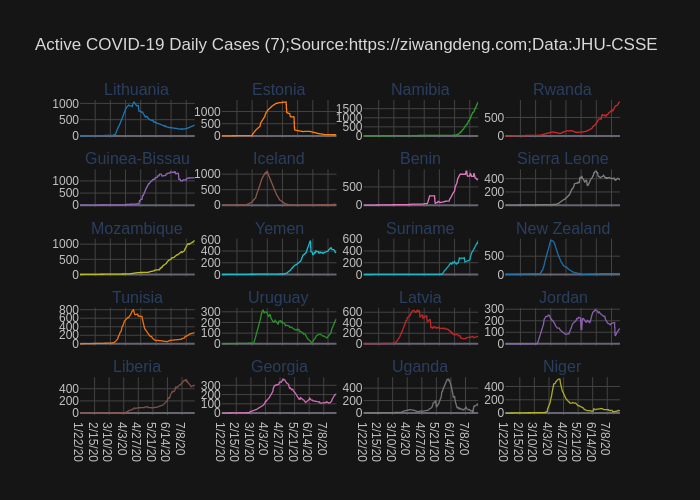 Active COVID-19 Daily Cases (7);Source:https://ziwangdeng.com;Data:JHU-CSSE
Lithuania Estonia Namibia Rwanda
1000 500 0
1000 500 0
1500 1000 500 0
500 0
Guinea-Bissau Iceland Benin Sierra Leone
1000 500 0
1000 500 0
500 0
400 200 0
Mozambique Yemen Suriname New Zealand
1000 500 0
600 400 200 0
600 400 200 0
500 0
Tunisia Uruguay Latvia Jordan
800 600 400 200 0
300 200 100 0
600 400 200 0
300 200 100 0
Liberia Georgia Uganda Niger
400 200 0
300 200 100 0
400 200 0
400 200 0
1/22/20 2/15/20 3/10/20 4/3/20 4/27/20 5/21/20 6/14/20 7/8/20
1/22/20 2/15/20 3/10/20 4/3/20 4/27/20 5/21/20 6/14/20 7/8/20
1/22/20 2/15/20 3/10/20 4/3/20 4/27/20 5/21/20 6/14/20 7/8/20
1/22/20 2/15/20 3/10/20 4/3/20 4/27/20 5/21/20 6/14/20 7/8/20